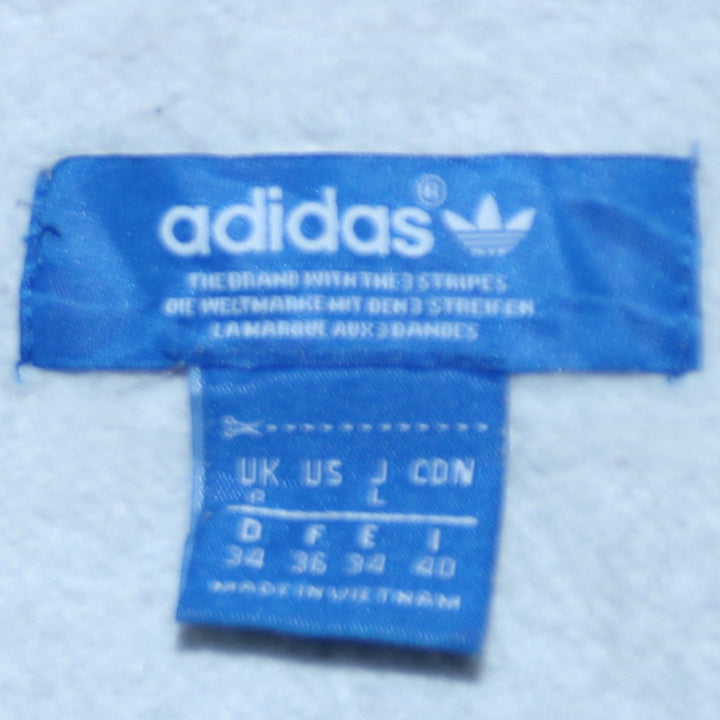 adidas®
THE BRAND WITH THE 3 STRIPES
DIE WELTMARKE MIT DEN 3 STREIFEN
LA MARQUE AUX 3 BANDES
UK US J CDN
L
D F E I
34 36 34 40
MADE IN VIETNAM